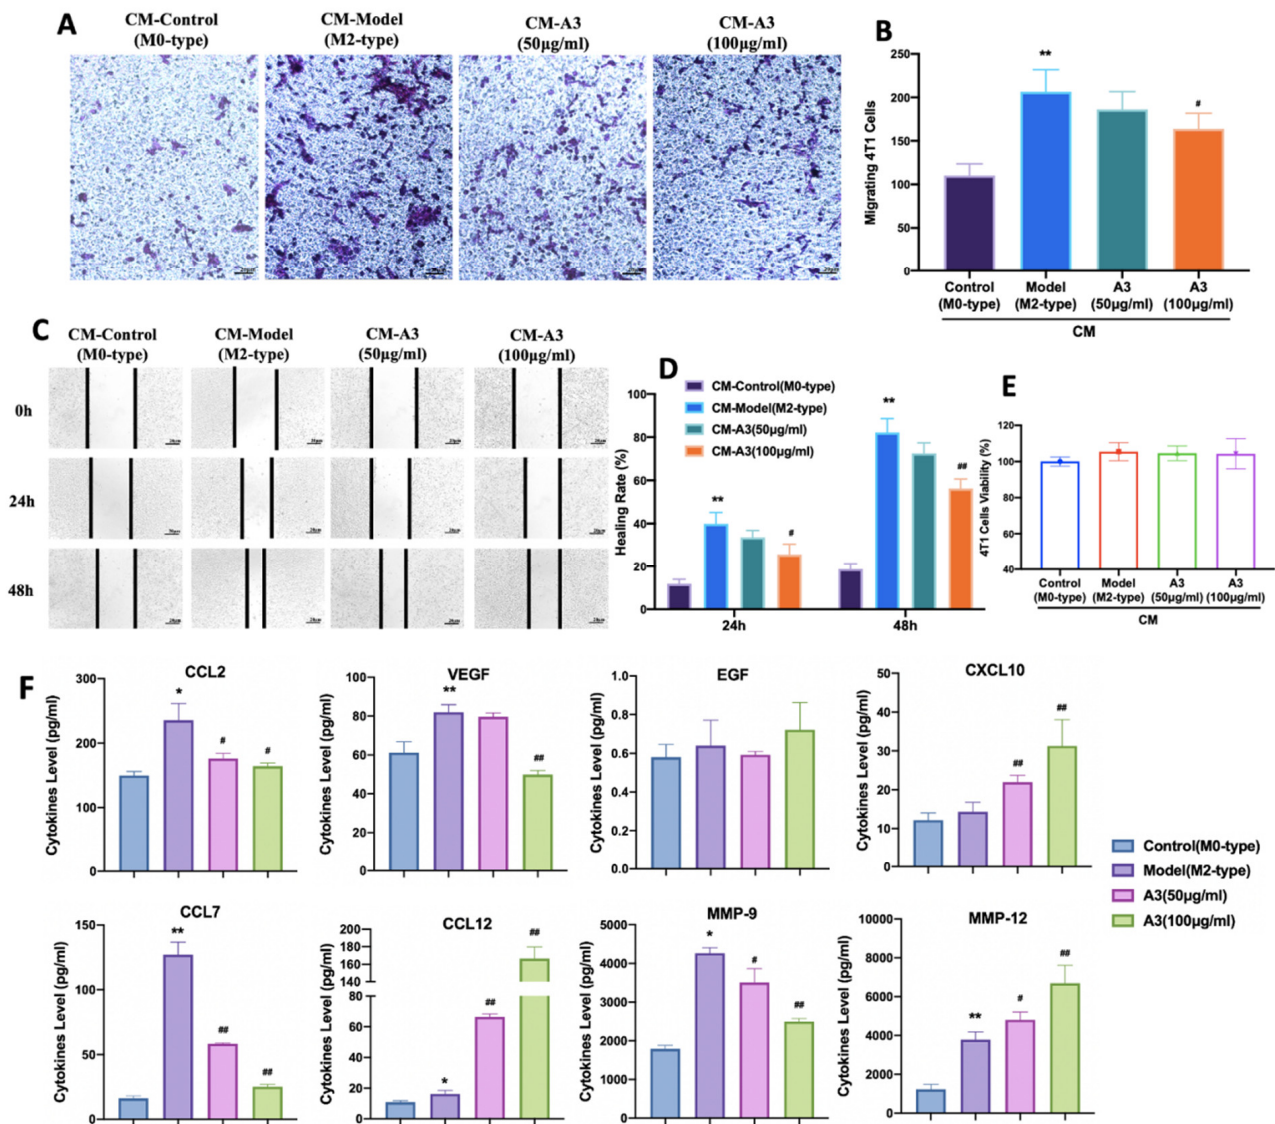 A
CM-Control
(M0-type)
CM-Model
(M2-type)
CM-A3
(50μg/ml)
CM-A3
(100μg/ml)
B
Migrating 4T1 Cells
250
200
150
100
50
0
**
#
Control
(M0-type)
Model
(M2-type)
A3
(50μg/ml)
A3
(100μg/ml)
CM
C
CM-Control
(M0-type)
CM-Model
(M2-type)
CM-A3
(50μg/ml)
CM-A3
(100μg/ml)
0h
24h
48h
D
CM-Control(M0-type)
CM-Model(M2-type)
CM-A3(50μg/ml)
CM-A3(100μg/ml)
Healing Rate (%)
100
80
60
40
20
0
**
#
**
##
24h
48h
E
4T1 Cells Viability (%)
120
100
80
60
40
Control
(M0-type)
Model
(M2-type)
A3
(50μg/ml)
A3
(100μg/ml)
CM
F
CCL2
Cytokines Level (pg/ml)
300
200
100
0
*
#
#
VEGF
Cytokines Level (pg/ml)
100
80
60
40
20
0
**
##
EGF
Cytokines Level (pg/ml)
1.0
0.8
0.6
0.4
0.2
0.0
CXCL10
Cytokines Level (pg/ml)
50
40
30
20
10
0
##
##
Control(M0-type)
Model(M2-type)
A3(50μg/ml)
A3(100μg/ml)
CCL7
Cytokines Level (pg/ml)
150
100
50
0
**
##
##
CCL12
Cytokines Level (pg/ml)
200
180
160
140
80
60
40
20
0
*
##
##
MMP-9
Cytokines Level (pg/ml)
5000
4000
3000
2000
1000
0
*
#
##
MMP-12
Cytokines Level (pg/ml)
10000
8000
6000
4000
2000
0
**
#
##